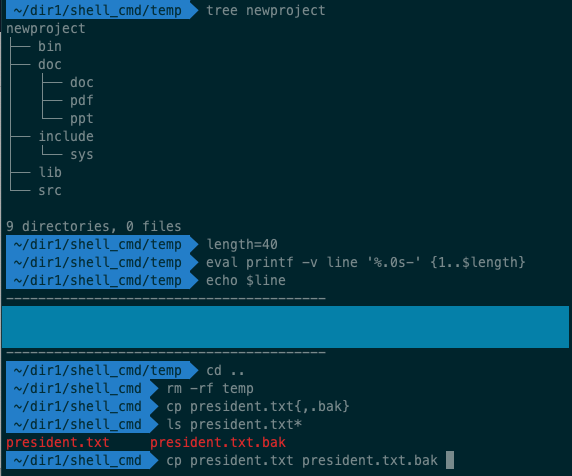 ~/dir1/shell_cmd/temp tree newproject
newproject
├── bin
├── doc
│   ├── doc
│   ├── pdf
│   └── ppt
├── include
│   └── sys
├── lib
└── src
9 directories, 0 files
~/dir1/shell_cmd/temp length=40
~/dir1/shell_cmd/temp eval printf -v line '%.0s-' {1..$length}
~/dir1/shell_cmd/temp echo $line
----------------------------------------
----------------------------------------
~/dir1/shell_cmd/temp cd ..
~/dir1/shell_cmd rm -rf temp
~/dir1/shell_cmd cp president.txt{,.bak}
~/dir1/shell_cmd ls president.txt*
president.txt president.txt.bak
~/dir1/shell_cmd cp president.txt president.txt.bak